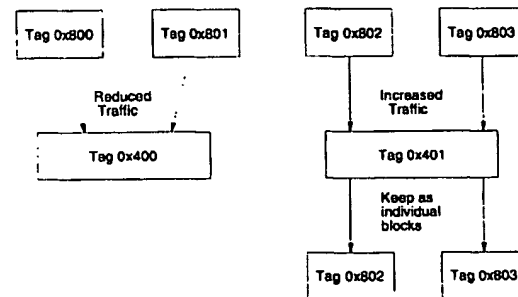 Tag 0x800
Tag 0x801
Reduced
Traffic
Tag 0x400
Tag 0x802
Tag 0x803
Increased
Traffic
Tag 0x401
Keep as
individual
blocks
Tag 0x802
Tag 0x803